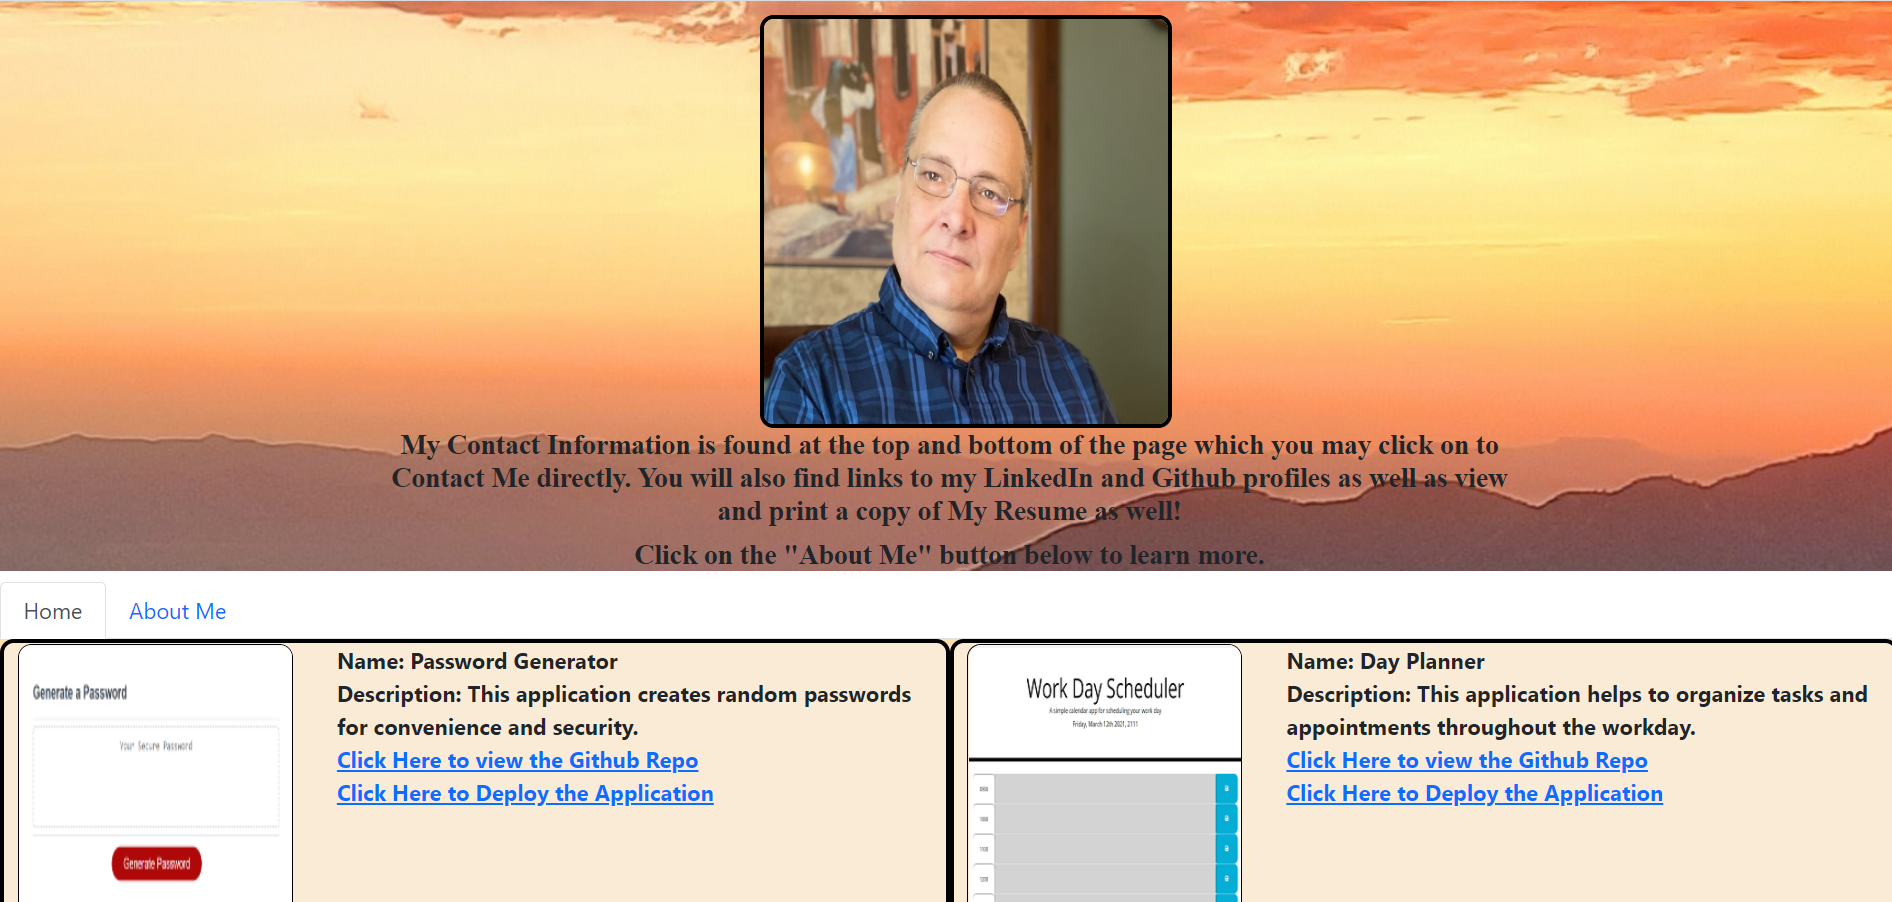 My Contact Information is found at the top and bottom of the page which you may click on to
Contact Me directly. You will also find links to my LinkedIn and Github profiles as well as view
and print a copy of My Resume as well!
Click on the "About Me" button below to learn more.
Home
About Me
Generate a Password
Your Secure Password
Generate Password
Name: Password Generator
Description: This application creates random passwords
for convenience and security.
Click Here to view the Github Repo
Click Here to Deploy the Application
Work Day Scheduler
A simple calendar app for scheduling your work day
Friday, March 12th 2021, 21:11
Name: Day Planner
Description: This application helps to organize tasks and
appointments throughout the workday.
Click Here to view the Github Repo
Click Here to Deploy the Application